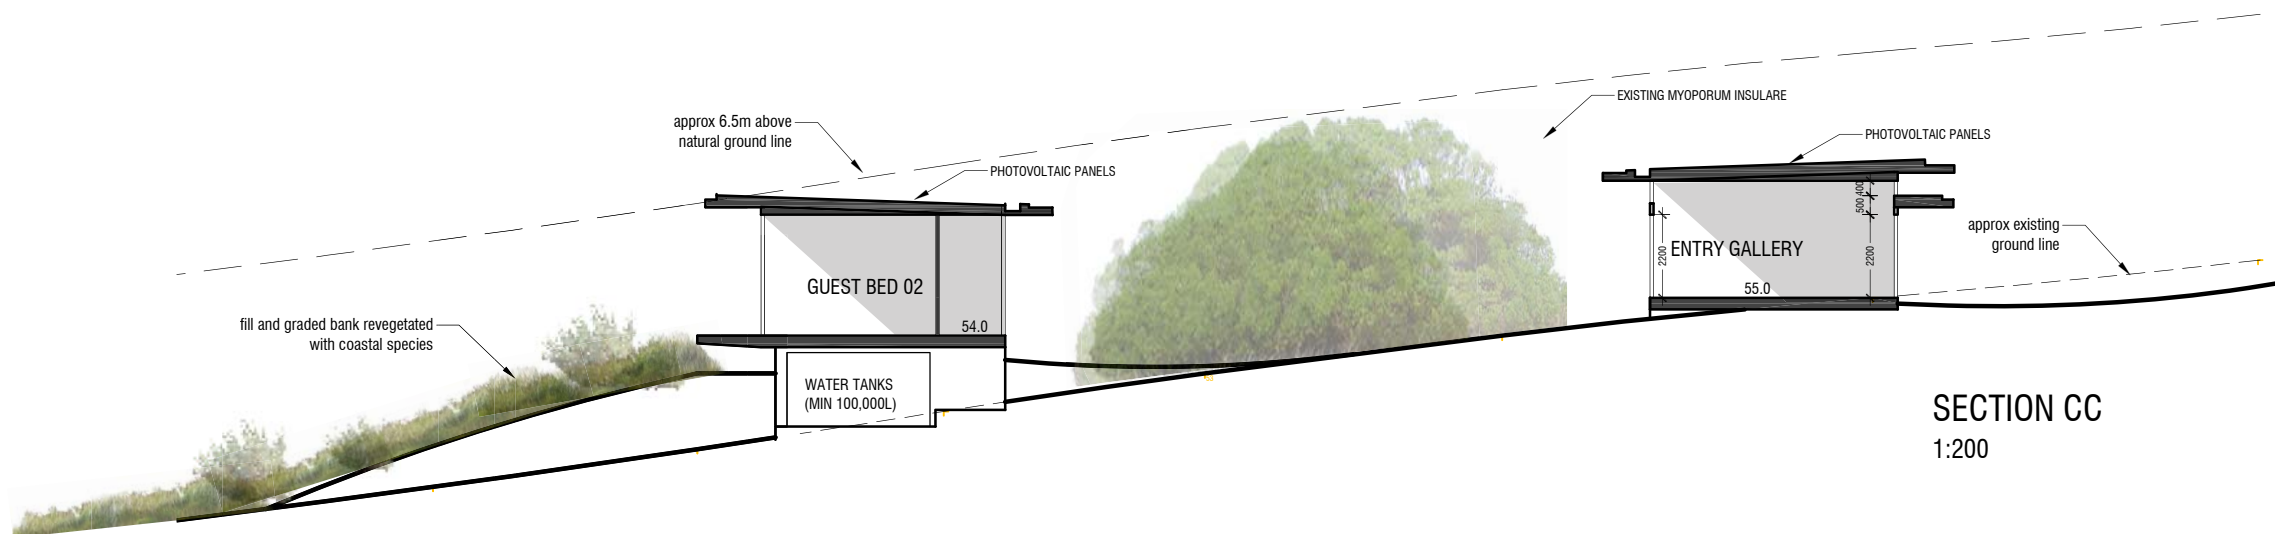 EXISTING MYOPORUM INSULARE
approx 6.5m above
natural ground line
PHOTOVOLTAIC PANELS
PHOTOVOLTAIC PANELS
400
500
2200
2200
approx existing
ground line
ENTRY GALLERY
55.0
GUEST BED 02
54.0
fill and graded bank revegetated
with coastal species
WATER TANKS
(MIN 100,000L)
SECTION CC
1:200